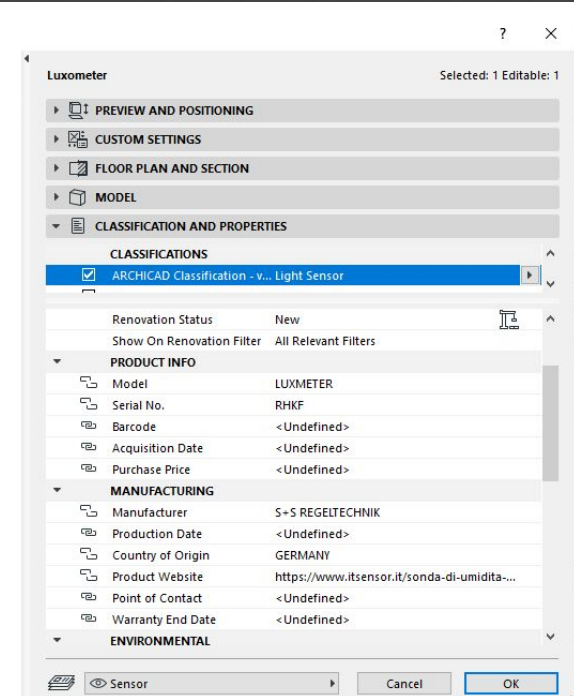 ? ×
Luxometer Selected: 1 Editable: 1
PREVIEW AND POSITIONING
CUSTOM SETTINGS
FLOOR PLAN AND SECTION
MODEL
CLASSIFICATION AND PROPERTIES
CLASSIFICATIONS
ARCHICAD Classification - v... Light Sensor
Renovation Status New
Show On Renovation Filter All Relevant Filters
PRODUCT INFO
Model LUXMETER
Serial No. RHKF
Barcode <Undefined>
Acquisition Date <Undefined>
Purchase Price <Undefined>
MANUFACTURING
Manufacturer S+S REGELTECHNIK
Production Date <Undefined>
Country of Origin GERMANY
Product Website https://www.itsensor.it/sonda-di-umidita-...
Point of Contact <Undefined>
Warranty End Date <Undefined>
ENVIRONMENTAL
Sensor Cancel OK